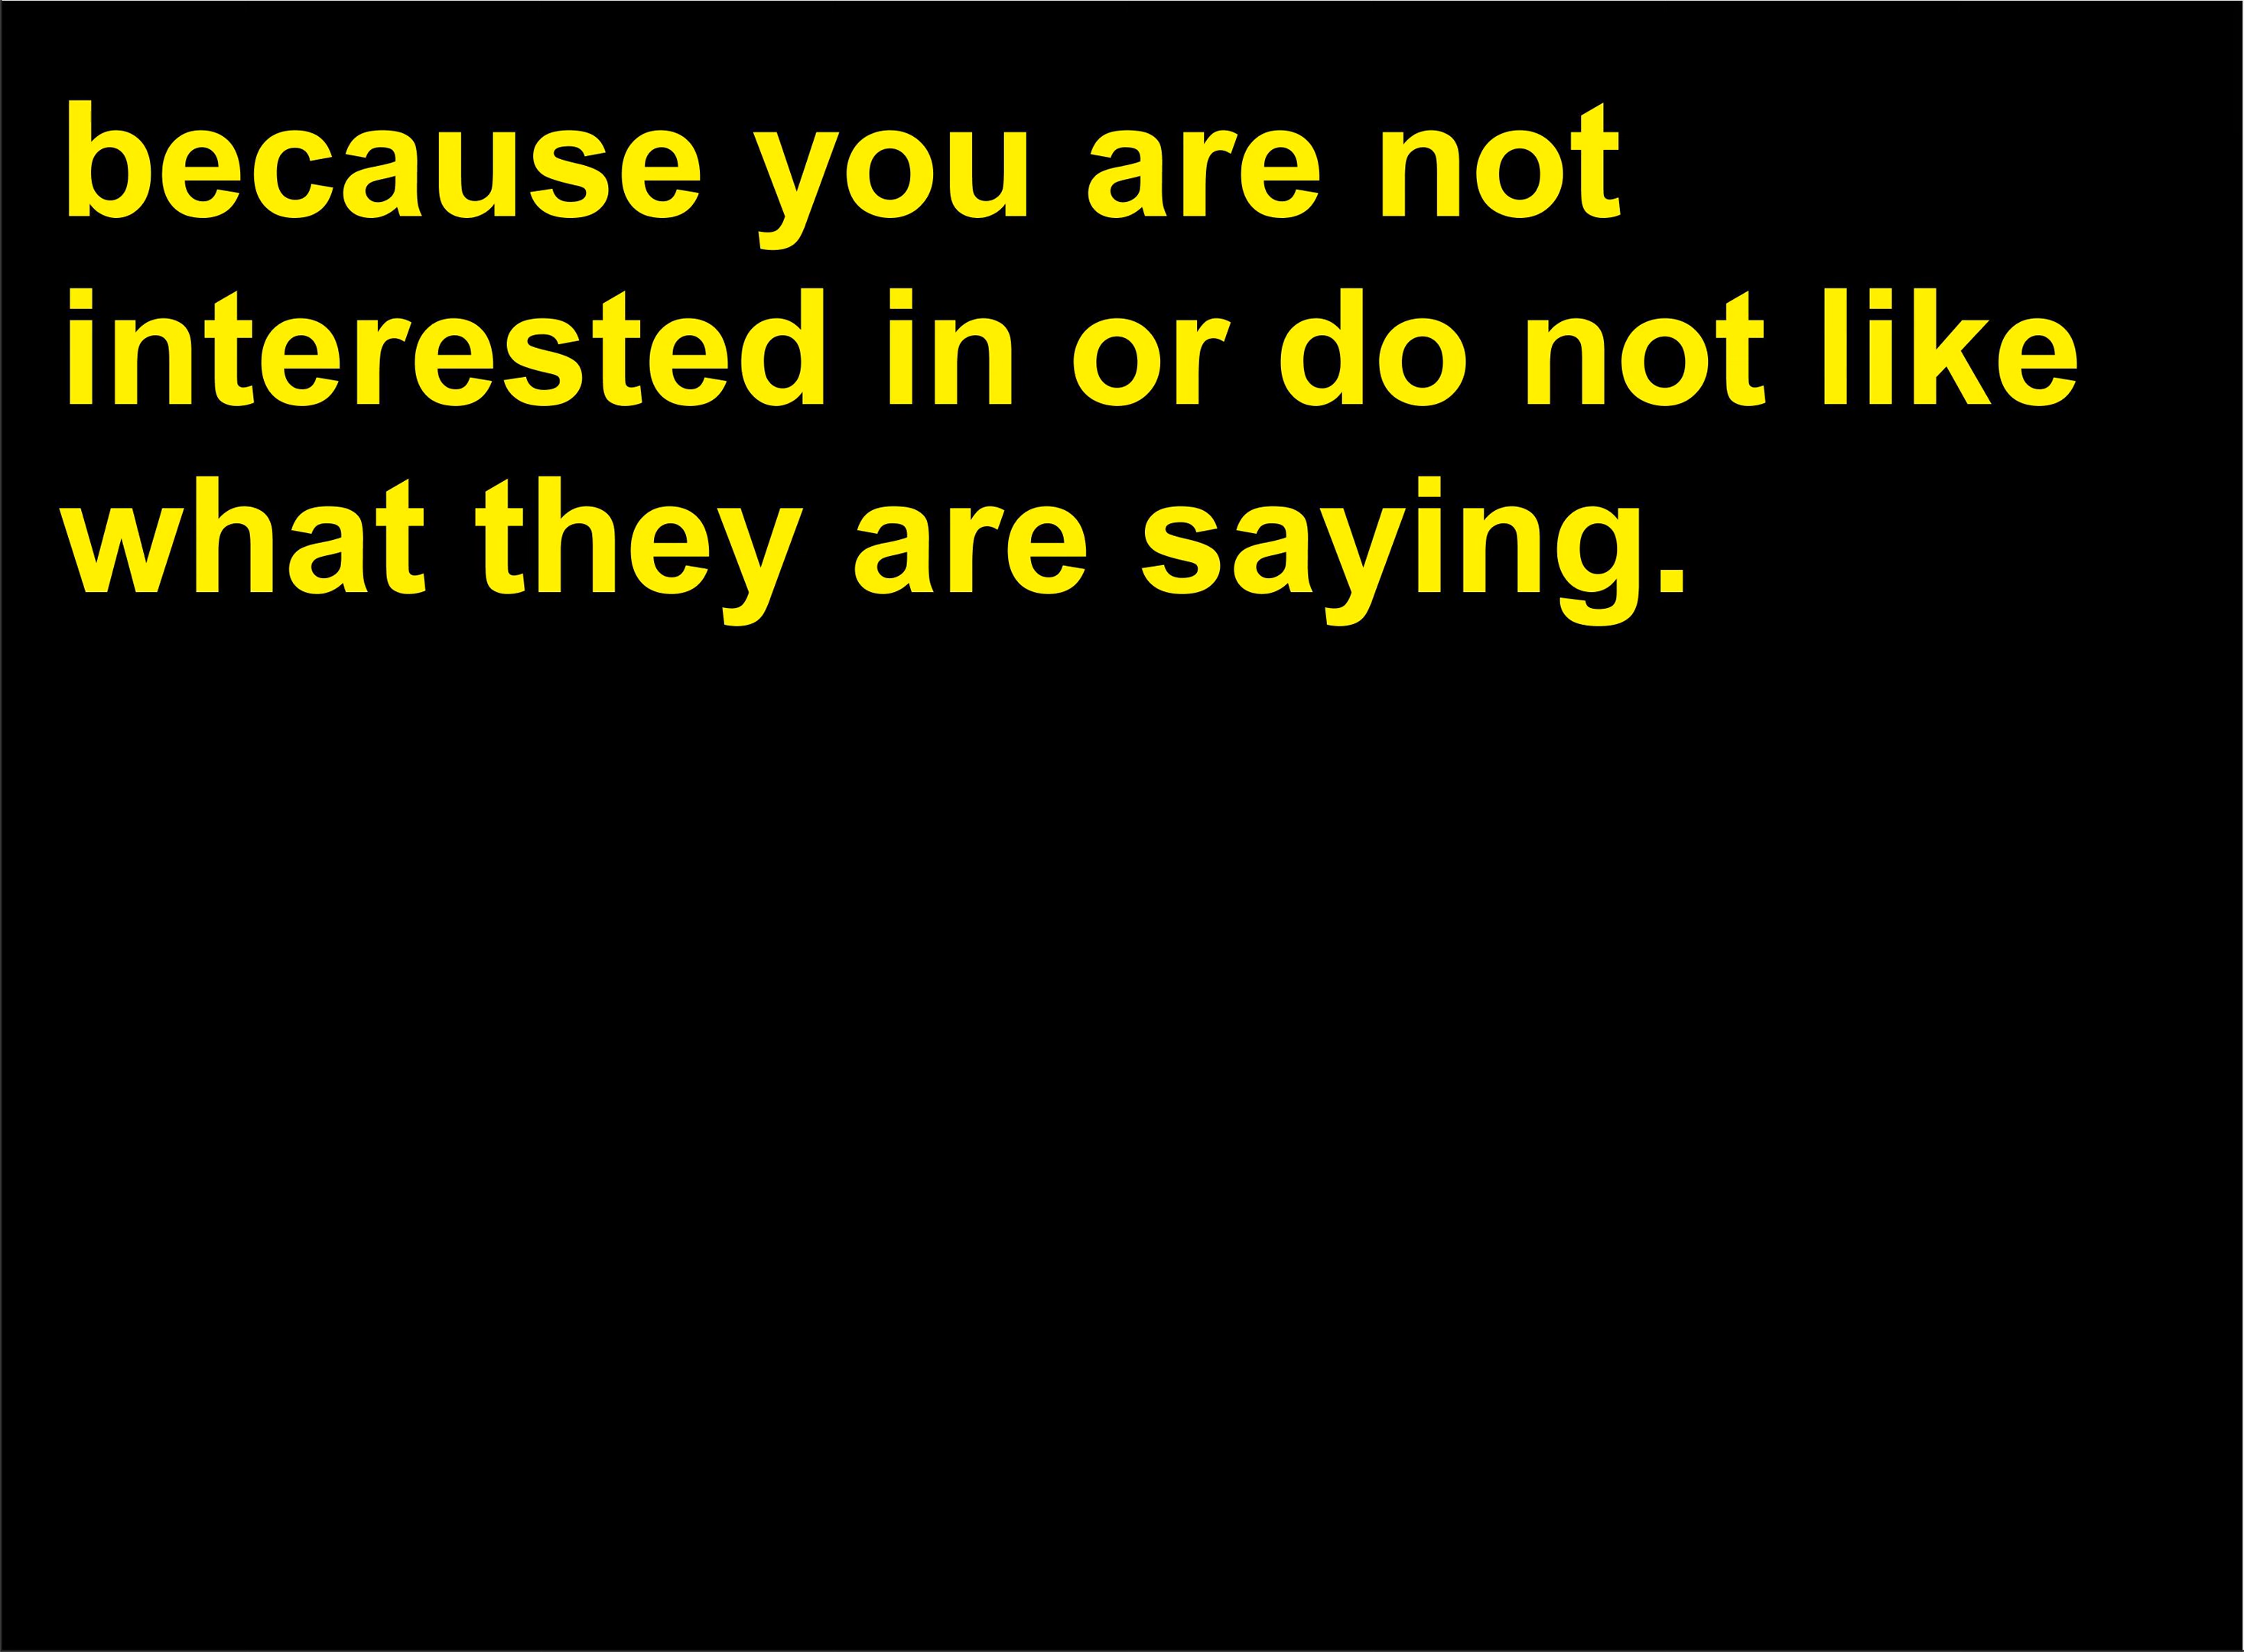 because you are not
interested in or do not like
what they are saying.